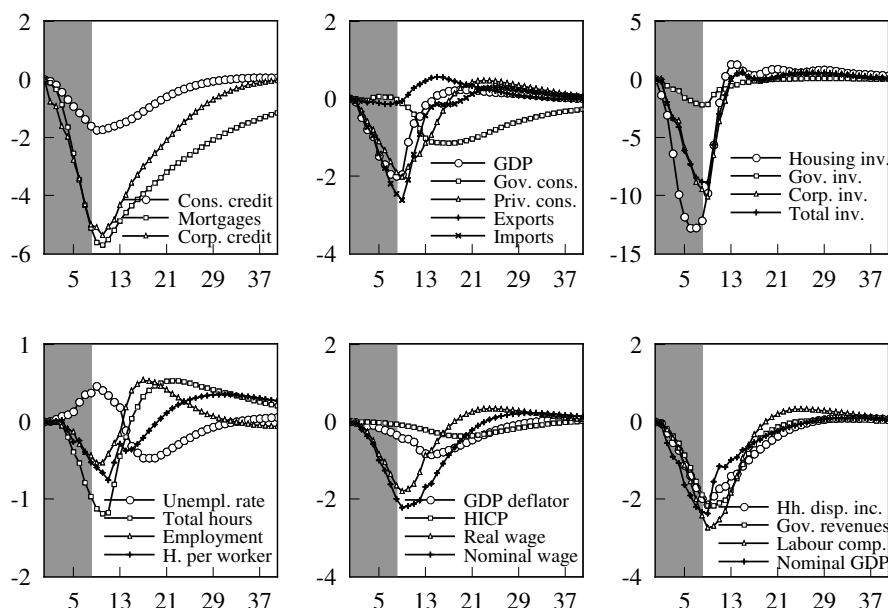 2
0
-2
-4
-6
5 13 21 29 37
Cons. credit
Mortgages
Corp. credit
2
0
-2
-4
5 13 21 29 37
GDP
Gov. cons.
Priv. cons.
Exports
Imports
5
0
-5
-10
-15
5 13 21 29 37
Housing inv.
Gov. inv.
Corp. inv.
Total inv.
1
0
-1
-2
5 13 21 29 37
Unempl. rate
Total hours
Employment
H. per worker
2
0
-2
-4
5 13 21 29 37
GDP deflator
HICP
Real wage
Nominal wage
2
0
-2
-4
5 13 21 29 37
Hh. disp. inc.
Gov. revenues
Labour comp.
Nominal GDP